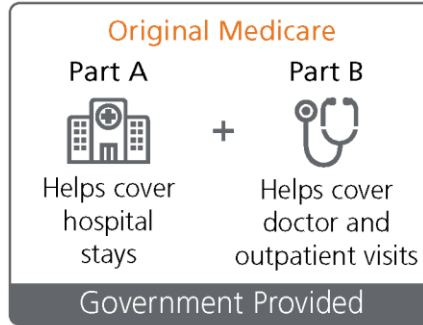 Original Medicare
Part A
Helps cover
hospital
stays
+
Part B
Helps cover
doctor and
outpatient visits
Government Provided